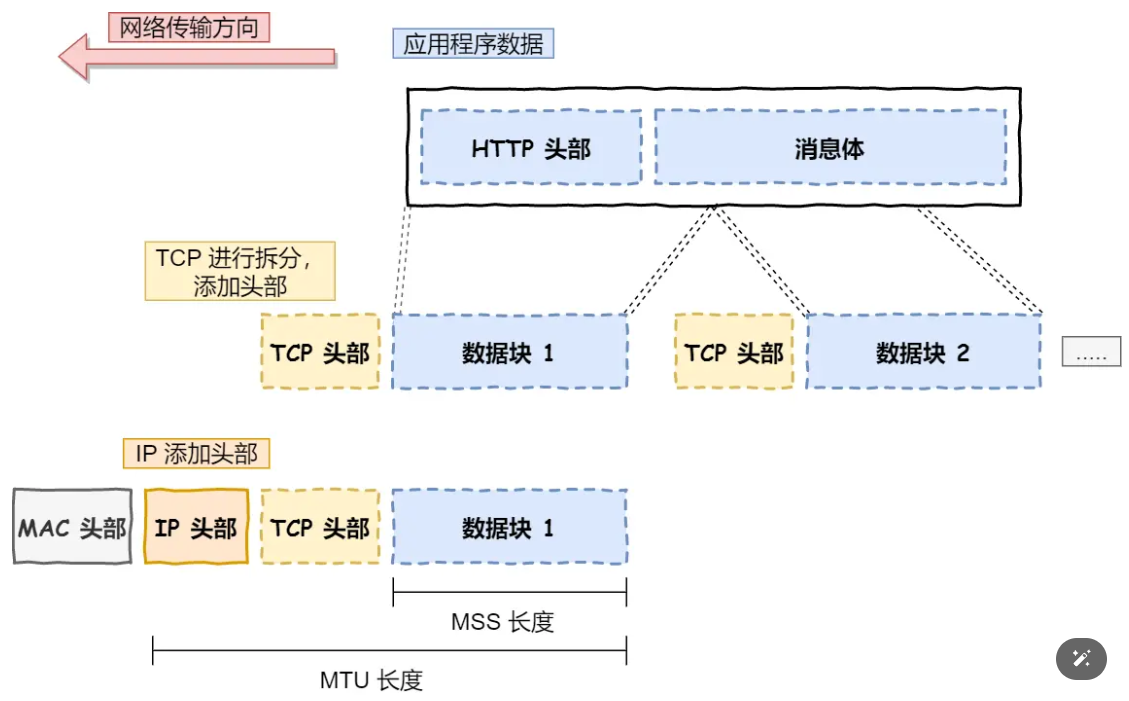 网络传输方向
应用程序数据
HTTP 头部
消息体
TCP 进行拆分,
添加头部
TCP 头部
数据块 1
TCP 头部
数据块 2
.....
IP 添加头部
MAC 头部
IP 头部
TCP 头部
数据块 1
MSS 长度
MTU 长度